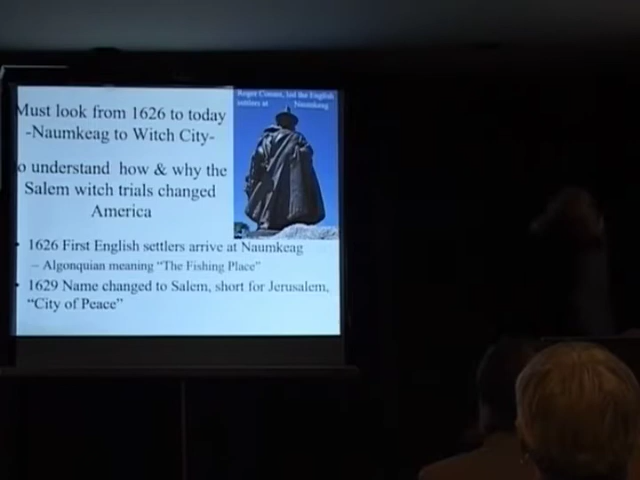 Must look from 1626 to today
-Naumkeag to Witch City-
o understand how & why the
Salem witch trials changed
America
Roger Conant, led the English
settlers at Naumkeag
• 1626 First English settlers arrive at Naumkeag
– Algonquian meaning "The Fishing Place"
• 1629 Name changed to Salem, short for Jerusalem,
"City of Peace"